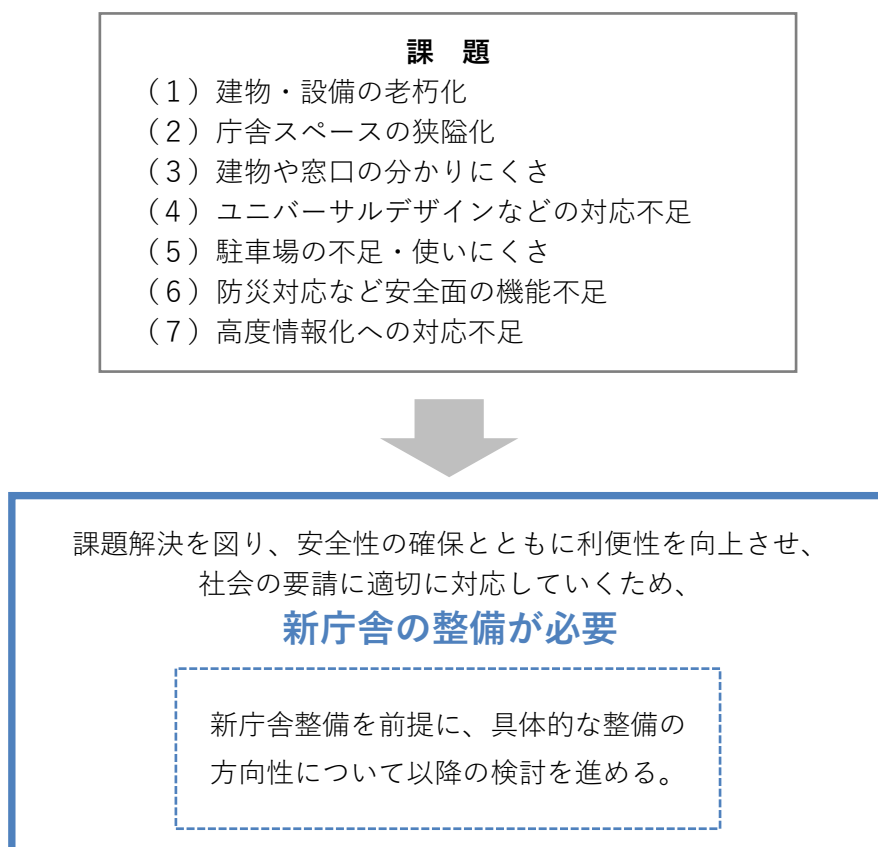 課　題
（１）建物・設備の老朽化
（２）庁舎スペースの狭隘化
（３）建物や窓口の分かりにくさ
（４）ユニバーサルデザインなどの対応不足
（５）駐車場の不足・使いにくさ
（６）防災対応など安全面の機能不足
（７）高度情報化への対応不足
課題解決を図り、安全性の確保とともに利便性を向上させ、
社会の要請に適切に対応していくため、
新庁舎の整備が必要
新庁舎整備を前提に、具体的な整備の
方向性について以降の検討を進める。